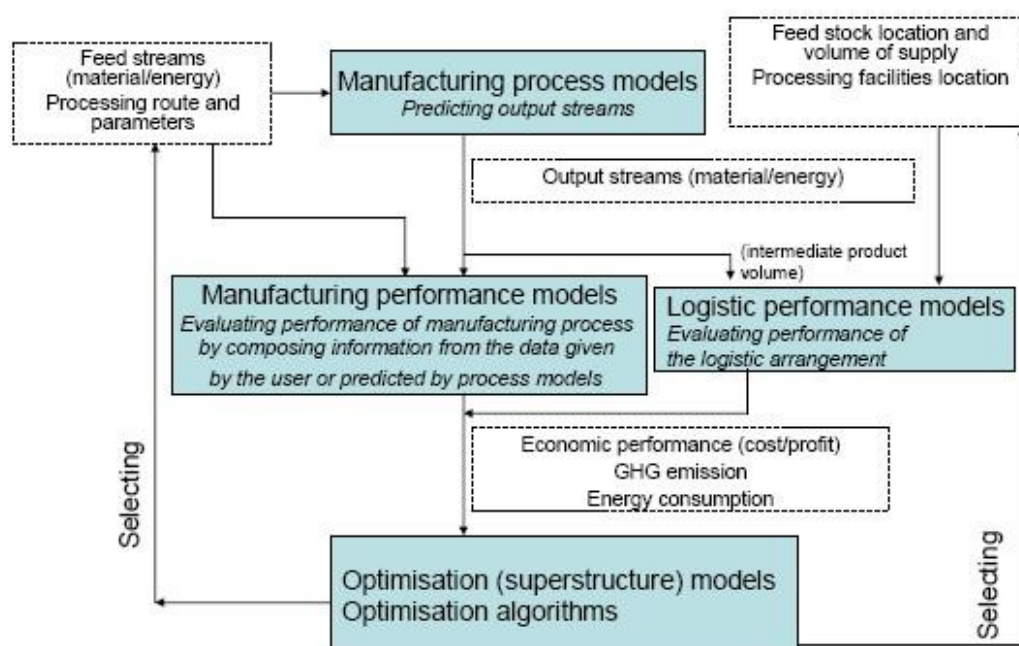 Feed streams
(material/energy)
Processing route and
parameters
Manufacturing process models
Predicting output streams
Feed stock location and
volume of supply
Processing facilities location
Output streams (material/energy)
(intermediate product
volume)
Manufacturing performance models
Evaluating performance of manufacturing process
by composing information from the data given
by the user or predicted by process models
Logistic performance models
Evaluating performance of
the logistic arrangement
Economic performance (cost/profit)
GHG emission
Energy consumption
Selecting
Optimisation (superstructure) models
Optimisation algorithms
Selecting